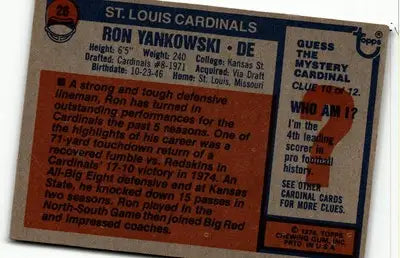 28
ST. LOUIS CARDINALS
RON YANKOWSKI • DE
Height: 6'5" Weight: 240 College: Kansas St.
Drafted: Cardinals #8-1971 Acquired: Via Draft
Birthdate: 10-23-46 Home: St. Louis, Missouri
A strong and tough defensive
lineman, Ron has turned in
outstanding performances for the
Cardinals the past 5 seasons. One of
the highlights of his career was a
71-yard touchdown return of a
recovered fumble vs. Redskins in
Cardinals' 17-10 victory in 1974. An
All-Big Eight defensive end at Kansas
State, he knocked down 15 passes in
two seasons. Ron played in the
North-South Game then joined Big Red
and impressed coaches.
topps
GUESS
THE
MYSTERY
CARDINAL
CLUE 10 of 12.
WHO AM I?
I'm the
4th leading
scorer in
pro football
history.
?
SEE OTHER
CARDINAL CARDS
FOR MORE CLUES.
© 1976, TOPPS
CHEWING GUM, INC.
PRTD. IN U.S.A.